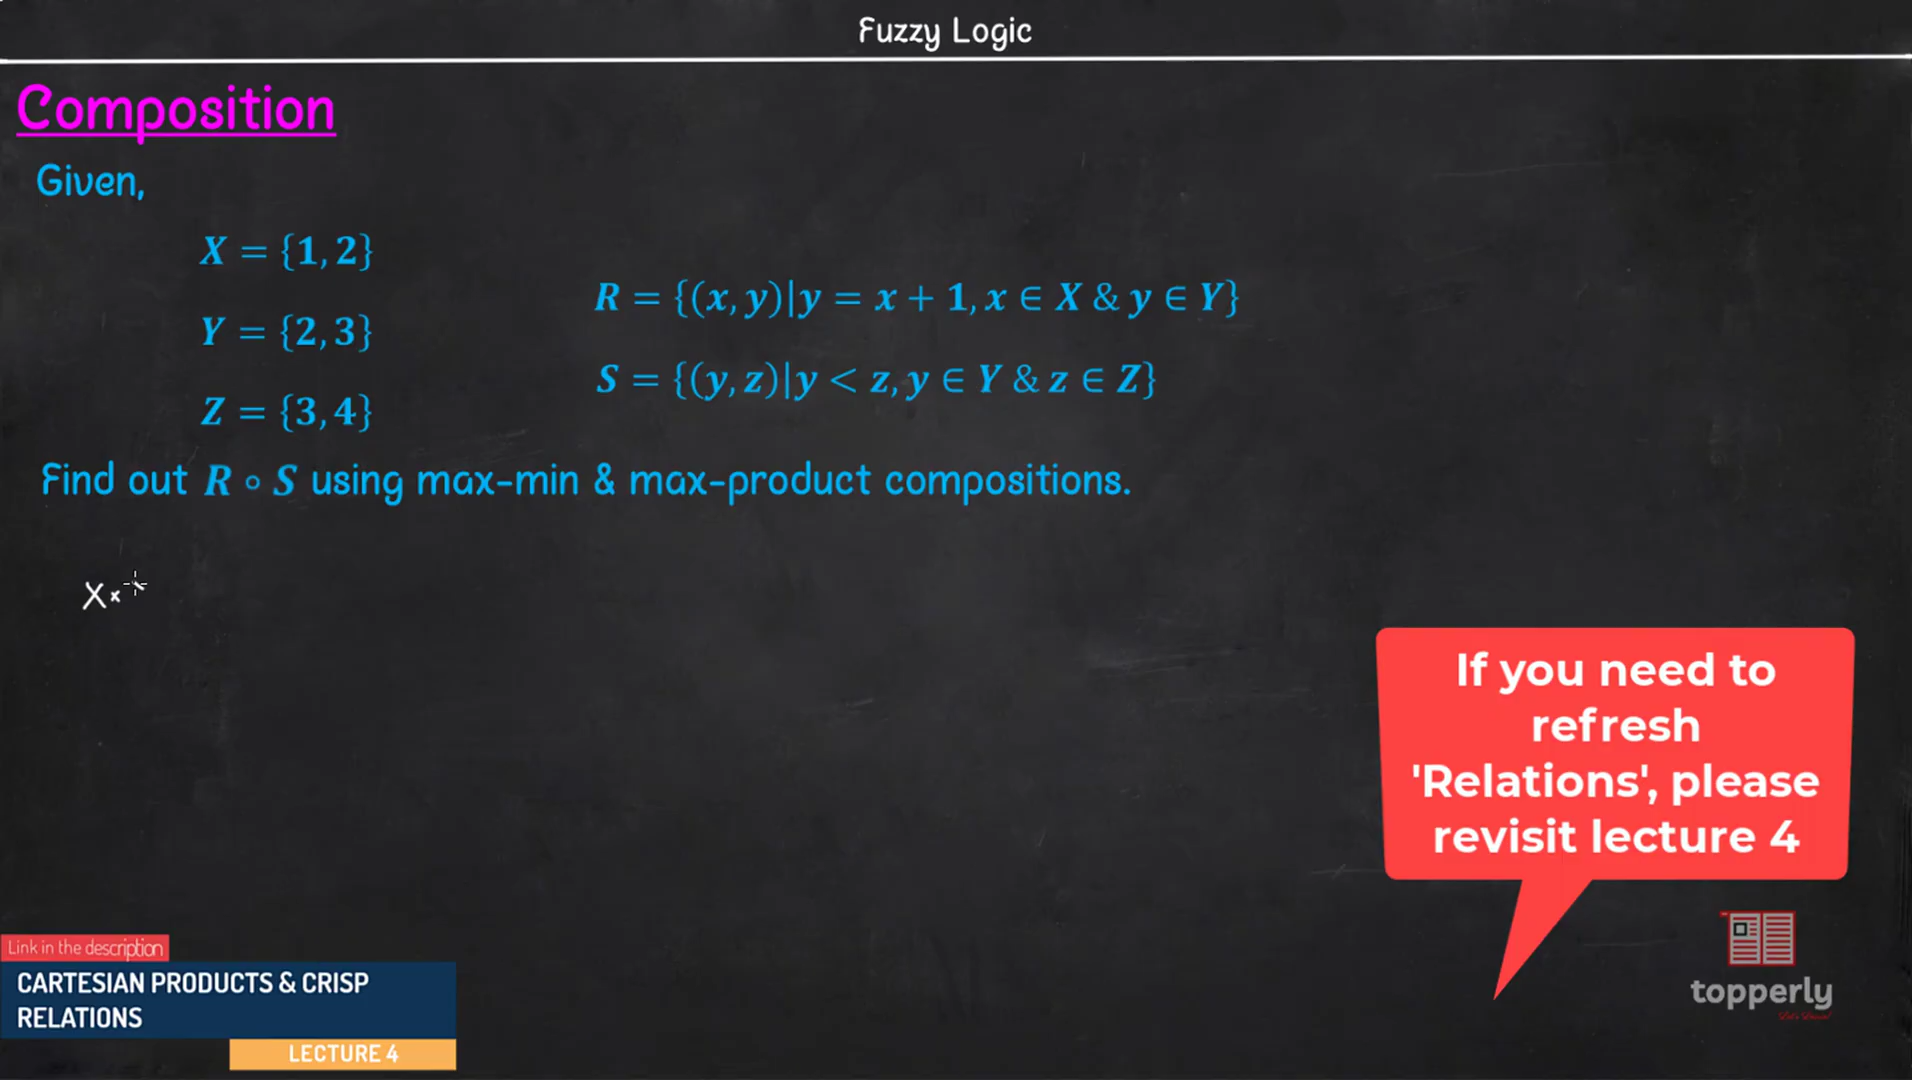 Fuzzy Logic
Composition
Given,
X = {1, 2}
Y = {2, 3}
Z = {3, 4}
R = {(x, y)|y = x + 1, x ∈ X & y ∈ Y}
S = {(y, z)|y < z, y ∈ Y & z ∈ Z}
Find out R ∘ S using max-min & max-product compositions.
X ×
If you need to
refresh
'Relations', please
revisit lecture 4
Link in the description
CARTESIAN PRODUCTS & CRISP
RELATIONS
LECTURE 4
topperly